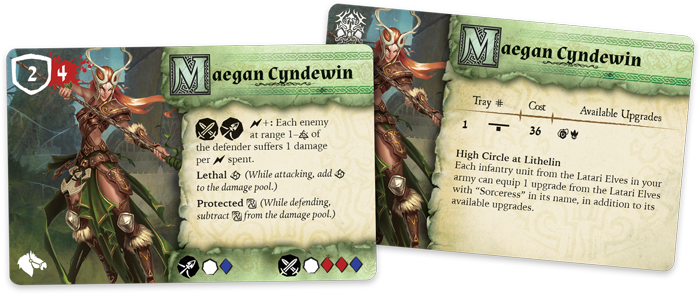 2 4
Maegan Cyndewin
+: Each enemy
at range 1– of
the defender suffers 1 damage
per spent.
Lethal (While attacking, add
to the damage pool.)
Protected (While defending,
subtract from the damage pool.)
Maegan Cyndewin
Tray # Cost Available Upgrades
1 36
High Circle at Lithelin
Each infantry unit from the Latari Elves in your
army can equip 1 upgrade from the Latari Elves
with “Sorceress” in its name, in addition to its
available upgrades.